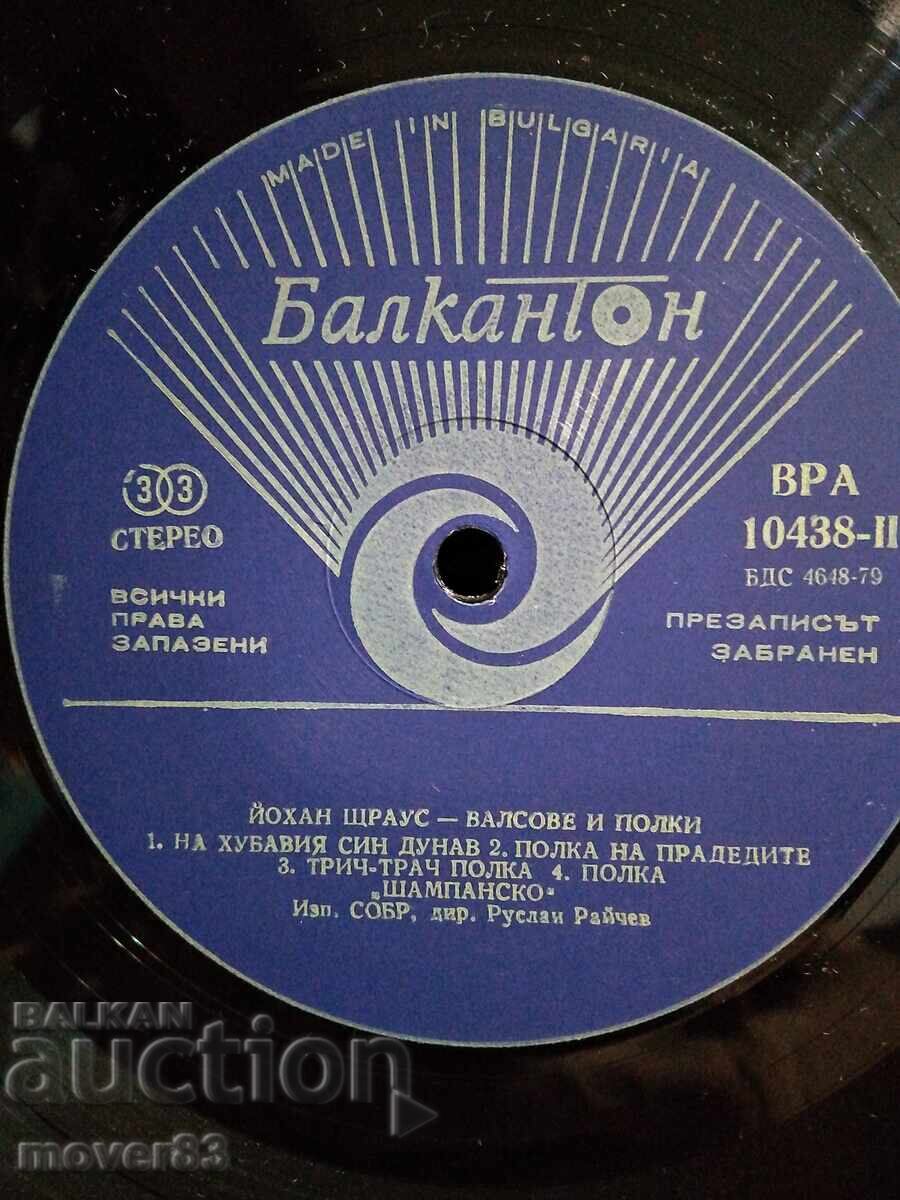 MADE IN BULGARIA
Балкантон
33
СТЕРЕО
ВСИЧКИ
ПРАВА
ЗАПАЗЕНИ
ВРА
10438-II
БДС 4648-79
ПРЕЗАПИСЪТ
ЗАБРАНЕН
ЙОХАН ЩРАУС — ВАЛСОВЕ И ПОЛКИ
1. НА ХУБАВИЯ СИН ДУНАВ 2. ПОЛКА НА ПРАДЕДИТЕ
3. ТРИЧ-ТРАЧ ПОЛКА 4. ПОЛКА
„ШАМПАНСКО“
Изп. СОБР, дир. Руслан Райчев
BALKAN
auction
mover83